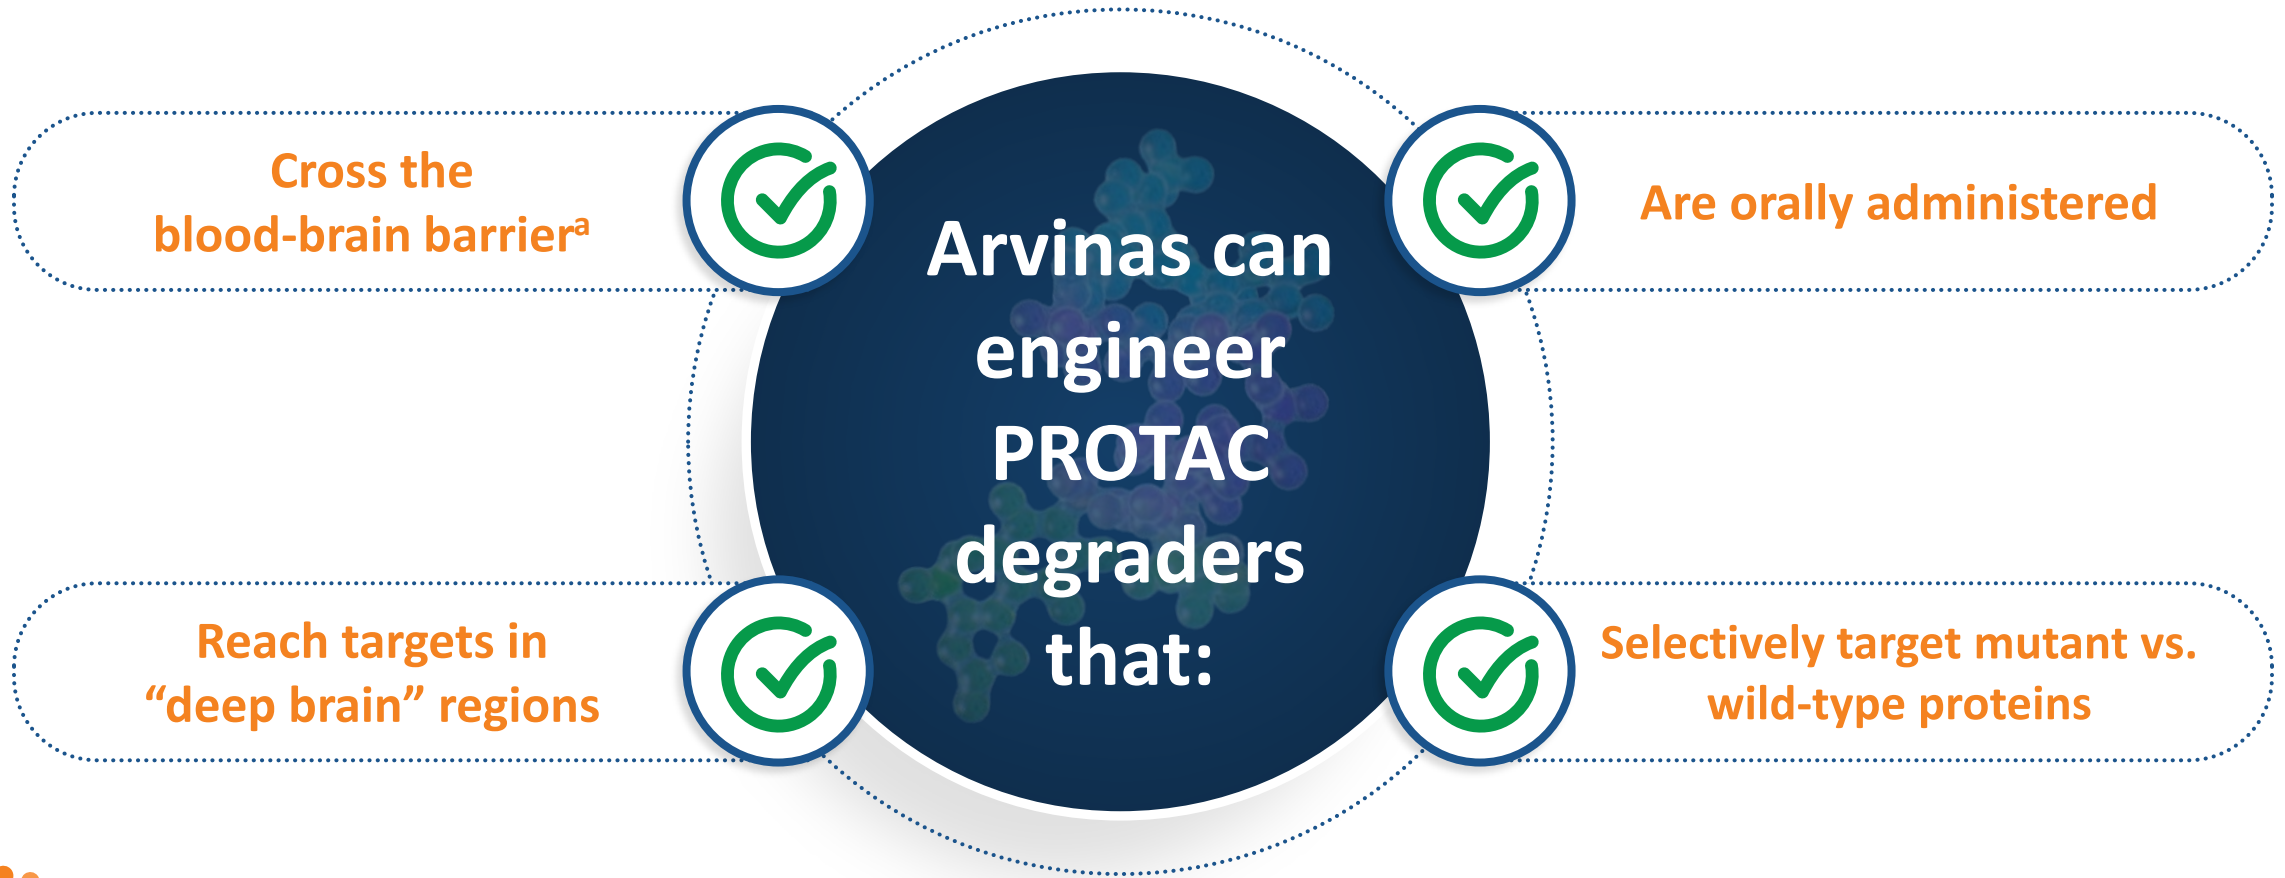 Cross the
blood-brain barrierᵃ
Are orally administered
Arvinas can
engineer
PROTAC
degraders
that:
Reach targets in
“deep brain” regions
Selectively target mutant vs.
wild-type proteins